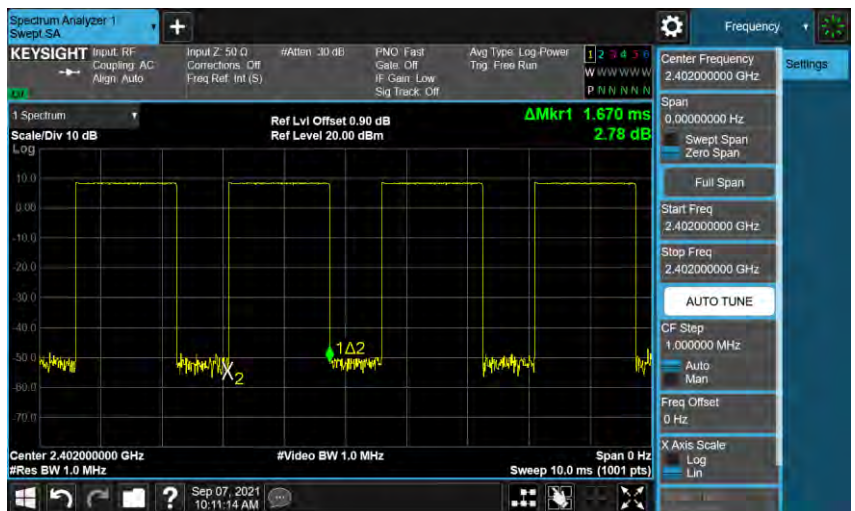 Spectrum Analyzer 1
Swept SA
Frequency
KEYSIGHT
Input: RF
Coupling: AC
Align: Auto
Input Z: 50 Ω
Corrections: Off
Freq Ref: Int (S)
#Atten: 30 dB
PNO: Fast
Gate: Off
IF Gain: Low
Sig Track: Off
Avg Type: Log-Power
Trig: Free Run
1 2 3 4 5 6
W W W W W W
P N N N N N
Center Frequency
2.402000000 GHz
Settings
Span
0.00000000 Hz
Swept Span
Zero Span
Full Span
Start Freq
2.402000000 GHz
Stop Freq
2.402000000 GHz
AUTO TUNE
CF Step
1.000000 MHz
Auto
Man
Freq Offset
0 Hz
X Axis Scale
Log
Lin
1 Spectrum
Scale/Div 10 dB
Ref Lvl Offset 0.90 dB
Ref Level 20.00 dBm
ΔMkr1 1.670 ms
2.78 dB
Log
10.0
0.00
-10.0
-20.0
-30.0
-40.0
-50.0
-60.0
-70.0
1Δ2
X2
Center 2.402000000 GHz
#Res BW 1.0 MHz
#Video BW 1.0 MHz
Span 0 Hz
Sweep 10.0 ms (1001 pts)
?
Sep 07, 2021
10:11:14 AM